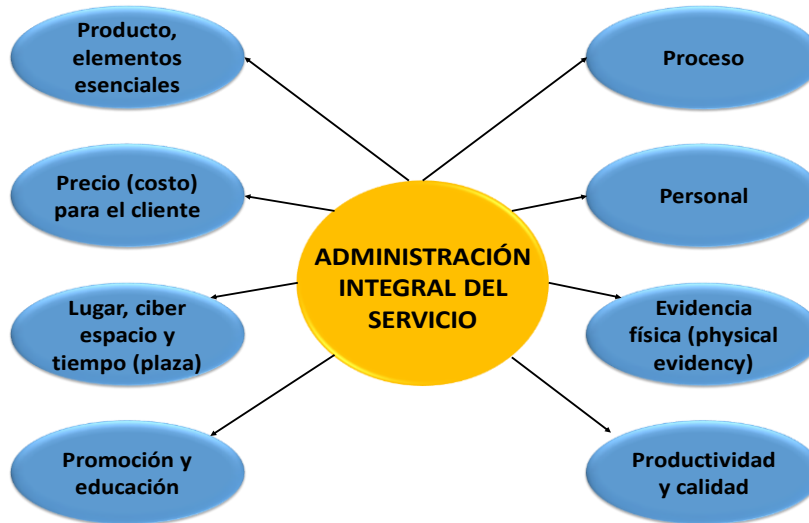 Producto,
elementos
esenciales
Precio (costo)
para el cliente
Lugar, ciber
espacio y
tiempo (plaza)
Promoción y
educación
ADMINISTRACIÓN
INTEGRAL DEL
SERVICIO
Proceso
Personal
Evidencia
física (physical
evidency)
Productividad
y calidad